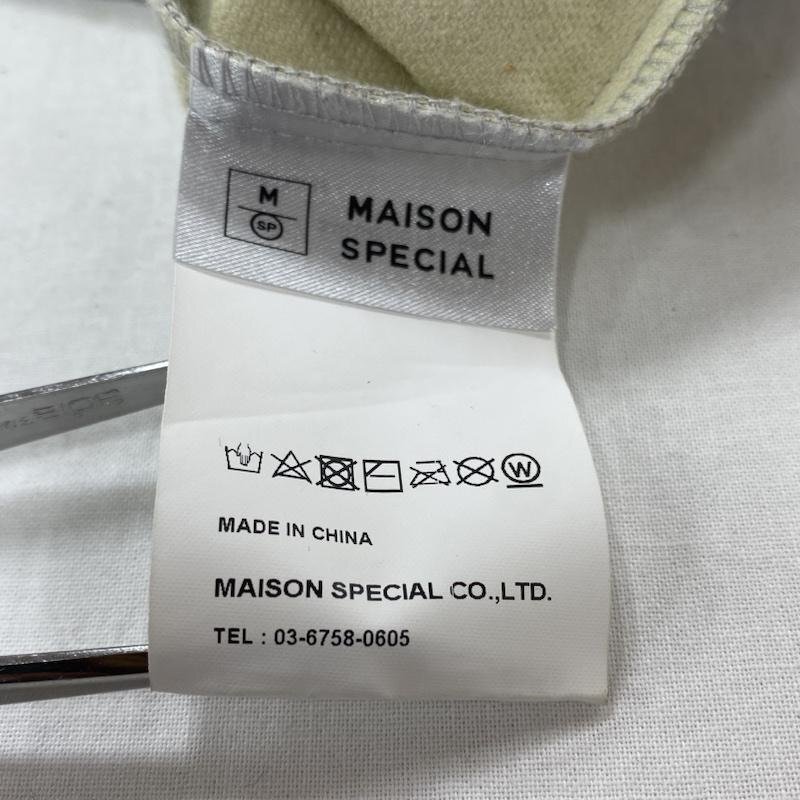 M
SP
MAISON
SPECIAL
W
MADE IN CHINA
MAISON SPECIAL CO.,LTD.
TEL : 03-6758-0605